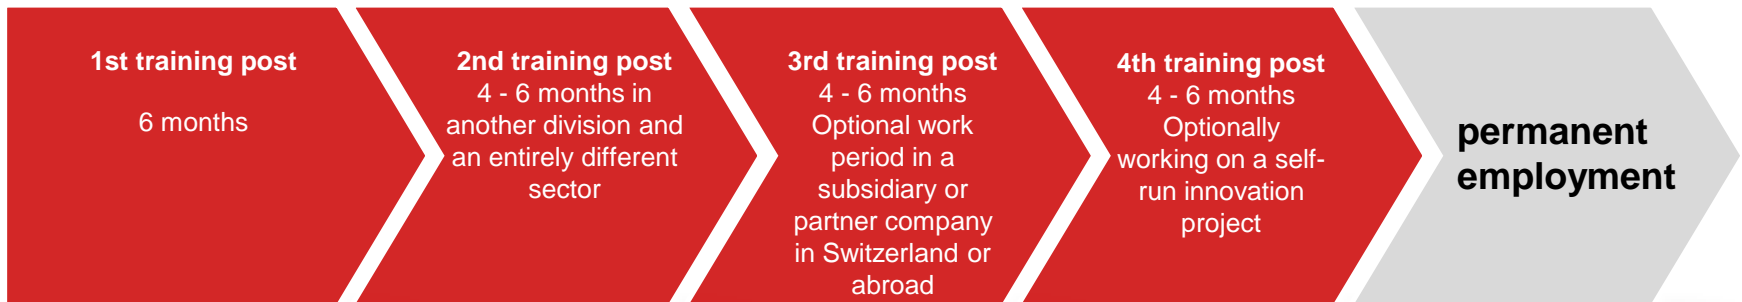 1st training post
6 months
2nd training post
4 - 6 months in
another division and
an entirely different
sector
3rd training post
4 - 6 months
Optional work
period in a
subsidiary or
partner company
in Switzerland or
abroad
4th training post
4 - 6 months
Optionally
working on a self-
run innovation
project
permanent
employment